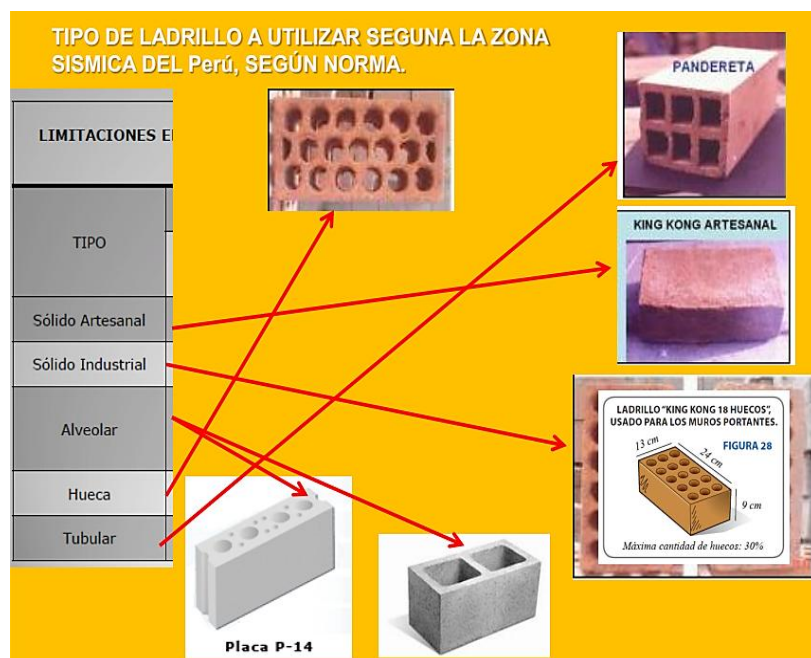 TIPO DE LADRILLO A UTILIZAR SEGUNA LA ZONA
SISMICA DEL Perú, SEGÚN NORMA.
LIMITACIONES E
TIPO
Sólido Artesanal
Sólido Industrial
Alveolar
Hueca
Tubular
PANDERETA
KING KONG ARTESANAL
LADRILLO "KING KONG 18 HUECOS",
USADO PARA LOS MUROS PORTANTES.
FIGURA 28
13 cm
24 cm
9 cm
Máxima cantidad de huecos: 30%
Placa P-14